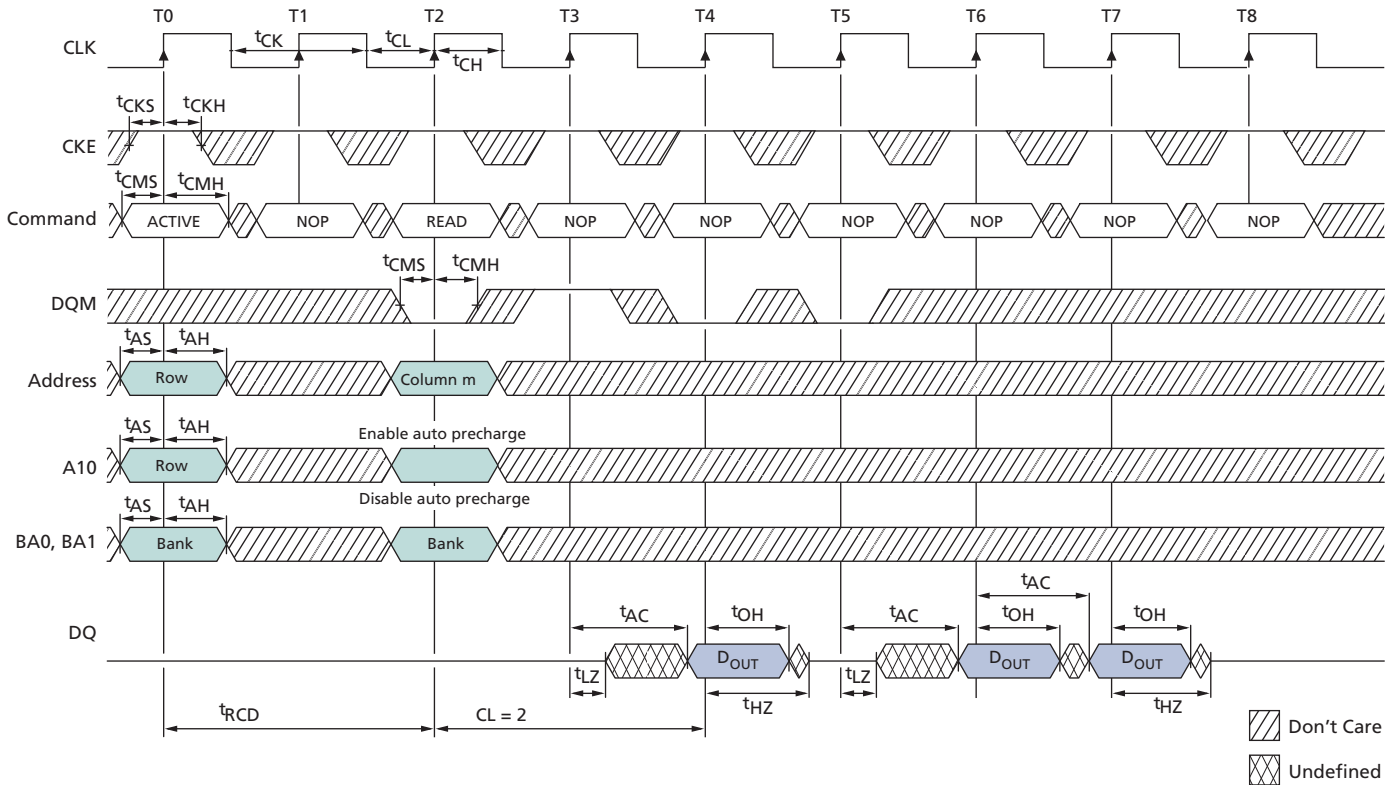 T0 T1 T2 T3 T4 T5 T6 T7 T8
CLK
tCK tCL
tCH
tCKS tCKH
CKE
tCMS tCMH
Command ACTIVE NOP READ NOP NOP NOP NOP NOP NOP
tCMS tCMH
DQM
tAS tAH
Address Row Column m
tAS tAH Enable auto precharge
A10 Row
tAS tAH Disable auto precharge
BA0, BA1 Bank Bank
tAC
tAC tOH tAC tOH tOH
DQ DOUT DOUT DOUT
tLZ tLZ
tHZ tHZ
tRCD CL = 2
Don't Care
Undefined